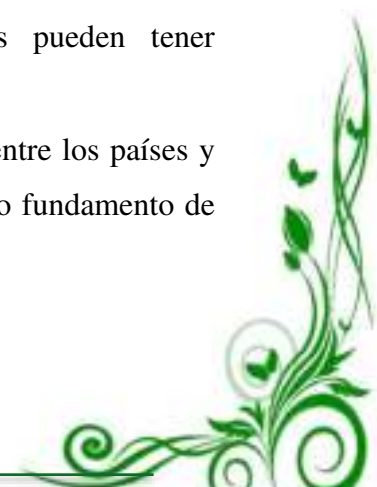 pueden tener
entre los países y
fundamento de